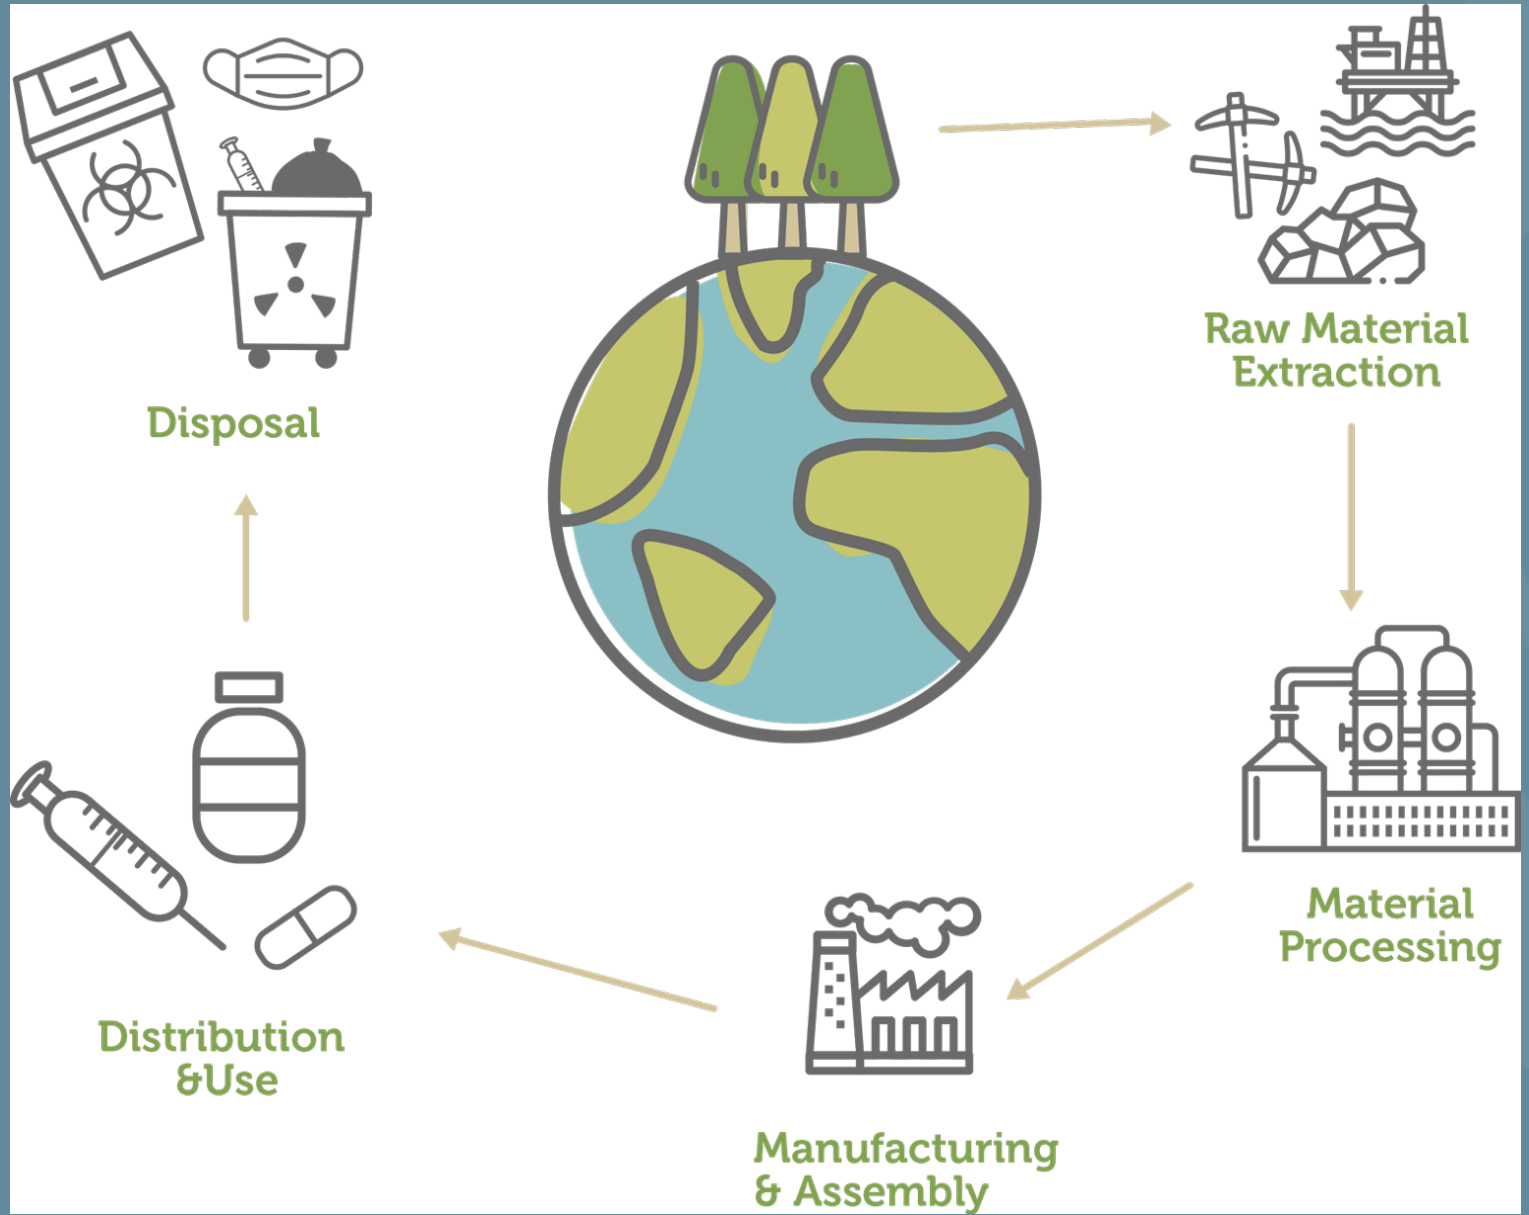 Raw Material
Extraction
Material
Processing
Manufacturing
& Assembly
Distribution
&Use
Disposal